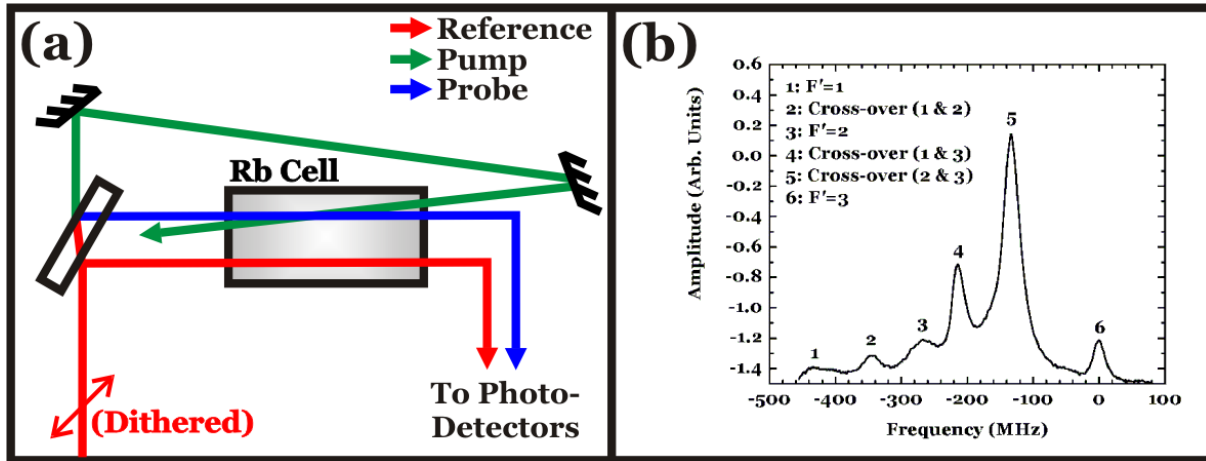 (a)
Reference
Pump
Probe
Rb Cell
(Dithered)
To Photo-
Detectors
(b)
Amplitude (Arb. Units)
0.6
0.4
0.2
0.0
-0.2
-0.4
-0.6
-0.8
-1.0
-1.2
-1.4
1: F'=1
2: Cross-over (1 & 2)
3: F'=2
4: Cross-over (1 & 3)
5: Cross-over (2 & 3)
6: F'=3
1
2
3
4
5
6
-500 -400 -300 -200 -100 0 100
Frequency (MHz)